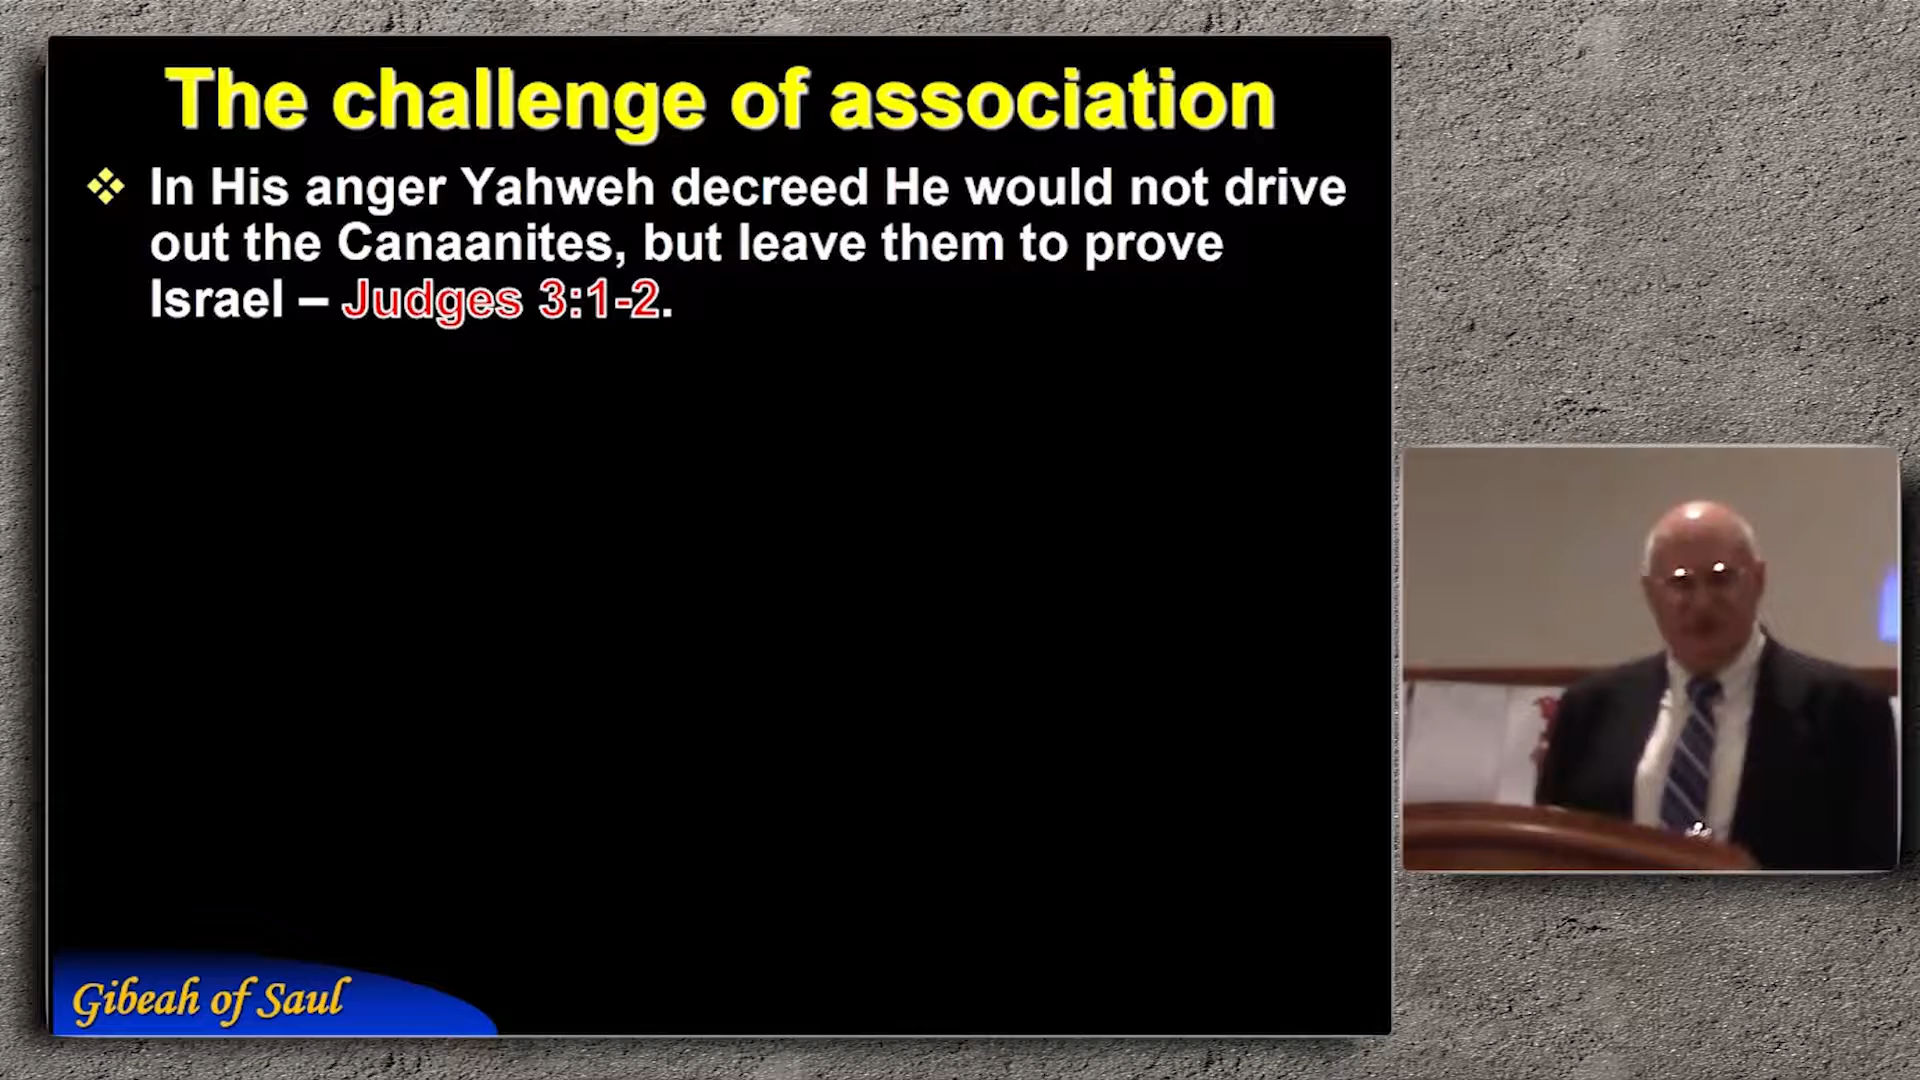 The challenge of association
In His anger Yahweh decreed He would not drive
out the Canaanites, but leave them to prove
Israel – Judges 3:1-2.
Gibeah of Saul